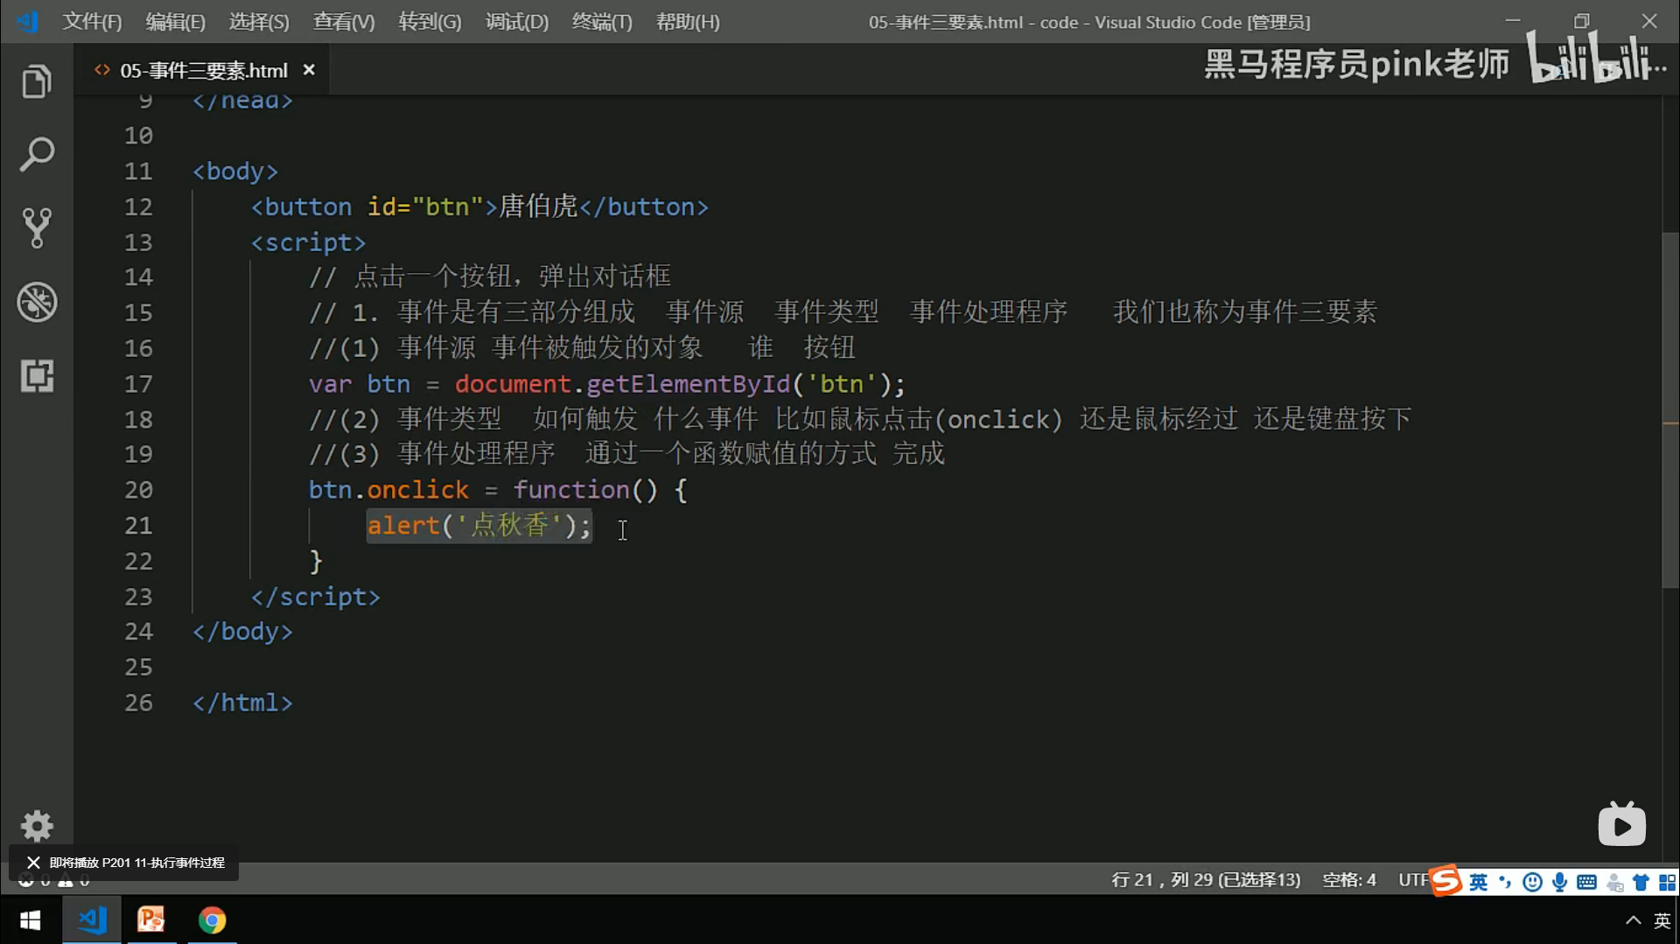 文件(F) 编辑(E) 选择(S) 查看(V) 转到(G) 调试(D) 终端(T) 帮助(H) 05-事件三要素.html - code - Visual Studio Code [管理员]
05-事件三要素.html
黑马程序员pink老师 bilibili
9 </head>
10
11 <body>
12 <button id="btn">唐伯虎</button>
13 <script>
14 // 点击一个按钮，弹出对话框
15 // 1. 事件是有三部分组成 事件源 事件类型 事件处理程序 我们也称为事件三要素
16 //(1) 事件源 事件被触发的对象 谁 按钮
17 var btn = document.getElementById('btn');
18 //(2) 事件类型 如何触发 什么事件 比如鼠标点击(onclick) 还是鼠标经过 还是键盘按下
19 //(3) 事件处理程序 通过一个函数赋值的方式 完成
20 btn.onclick = function() {
21 alert('点秋香');
22 }
23 </script>
24 </body>
25
26 </html>
即将播放 P201 11-执行事件过程
0 0
行 21，列 29 (已选择13) 空格: 4 UTF
英
英